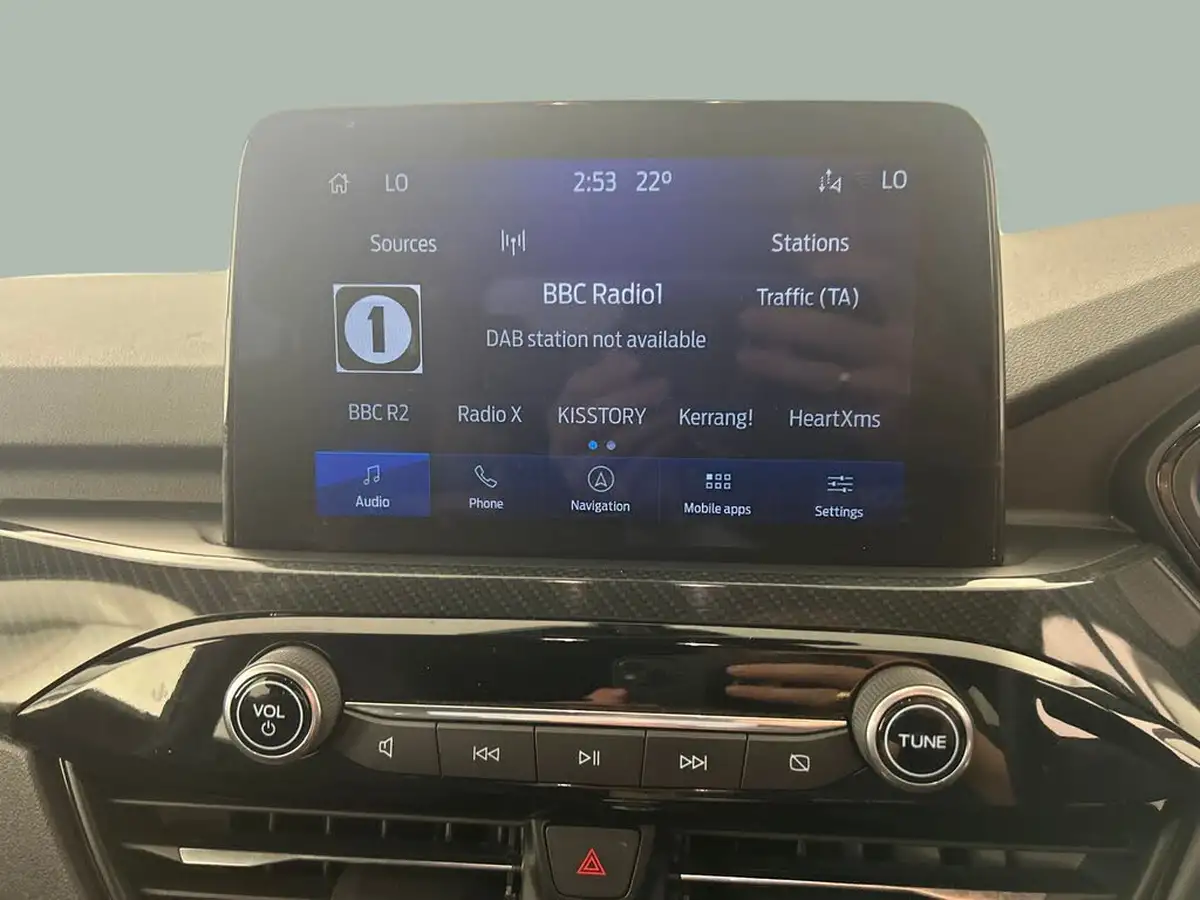 LO 2:53 22° LO
Sources Stations
BBC Radio1 Traffic (TA)
1
DAB station not available
BBC R2 Radio X KISSTORY Kerrang! HeartXms
Audio Phone Navigation Mobile apps Settings
VOL TUNE